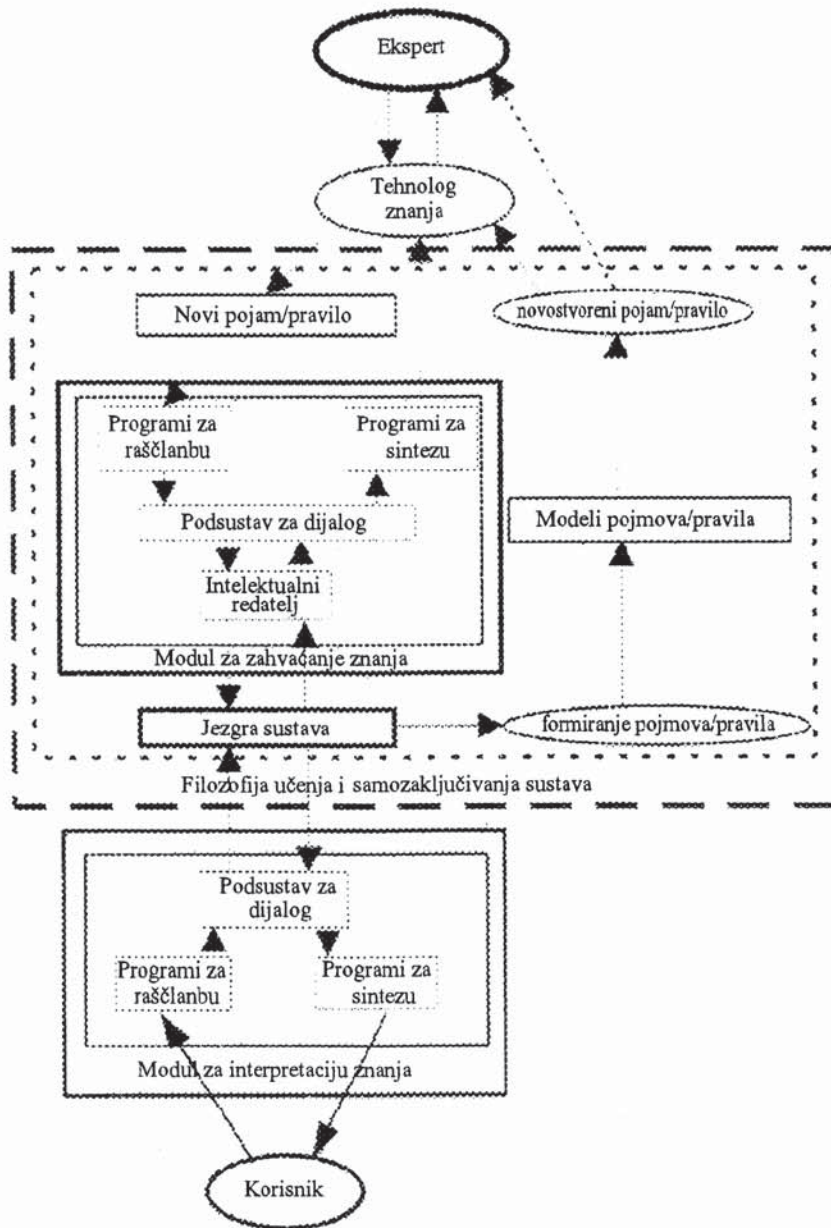 Ekspert
Tehnolog
znanja
Novi pojam/pravilo
novostvoreni pojam/pravilo
Programi za
raščlanbu
Programi za
sintezu
Podsustav za dijalog
Modeli pojmova/pravila
Intelektualni
redatelj
Modul za zahvaćanje znanja
Jezgra sustava
formiranje pojmova/pravila
Filozofija učenja i samozaključivanja sustava
Podsustav za
dijalog
Programi za
raščlanbu
Programi za
sintezu
Modul za interpretaciju znanja
Korisnik